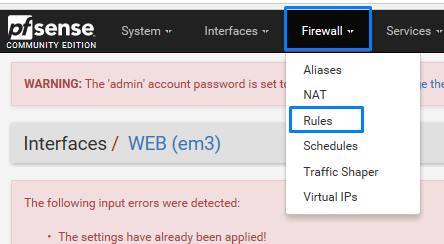 pfsense
COMMUNITY EDITION
System
Interfaces
Firewall
Services
Aliases
NAT
Rules
Schedules
Traffic Shaper
Virtual IPs
WARNING: The 'admin' account password is set to
ge the
Interfaces / WEB (em3)
The following input errors were detected:
• The settings have already been applied!